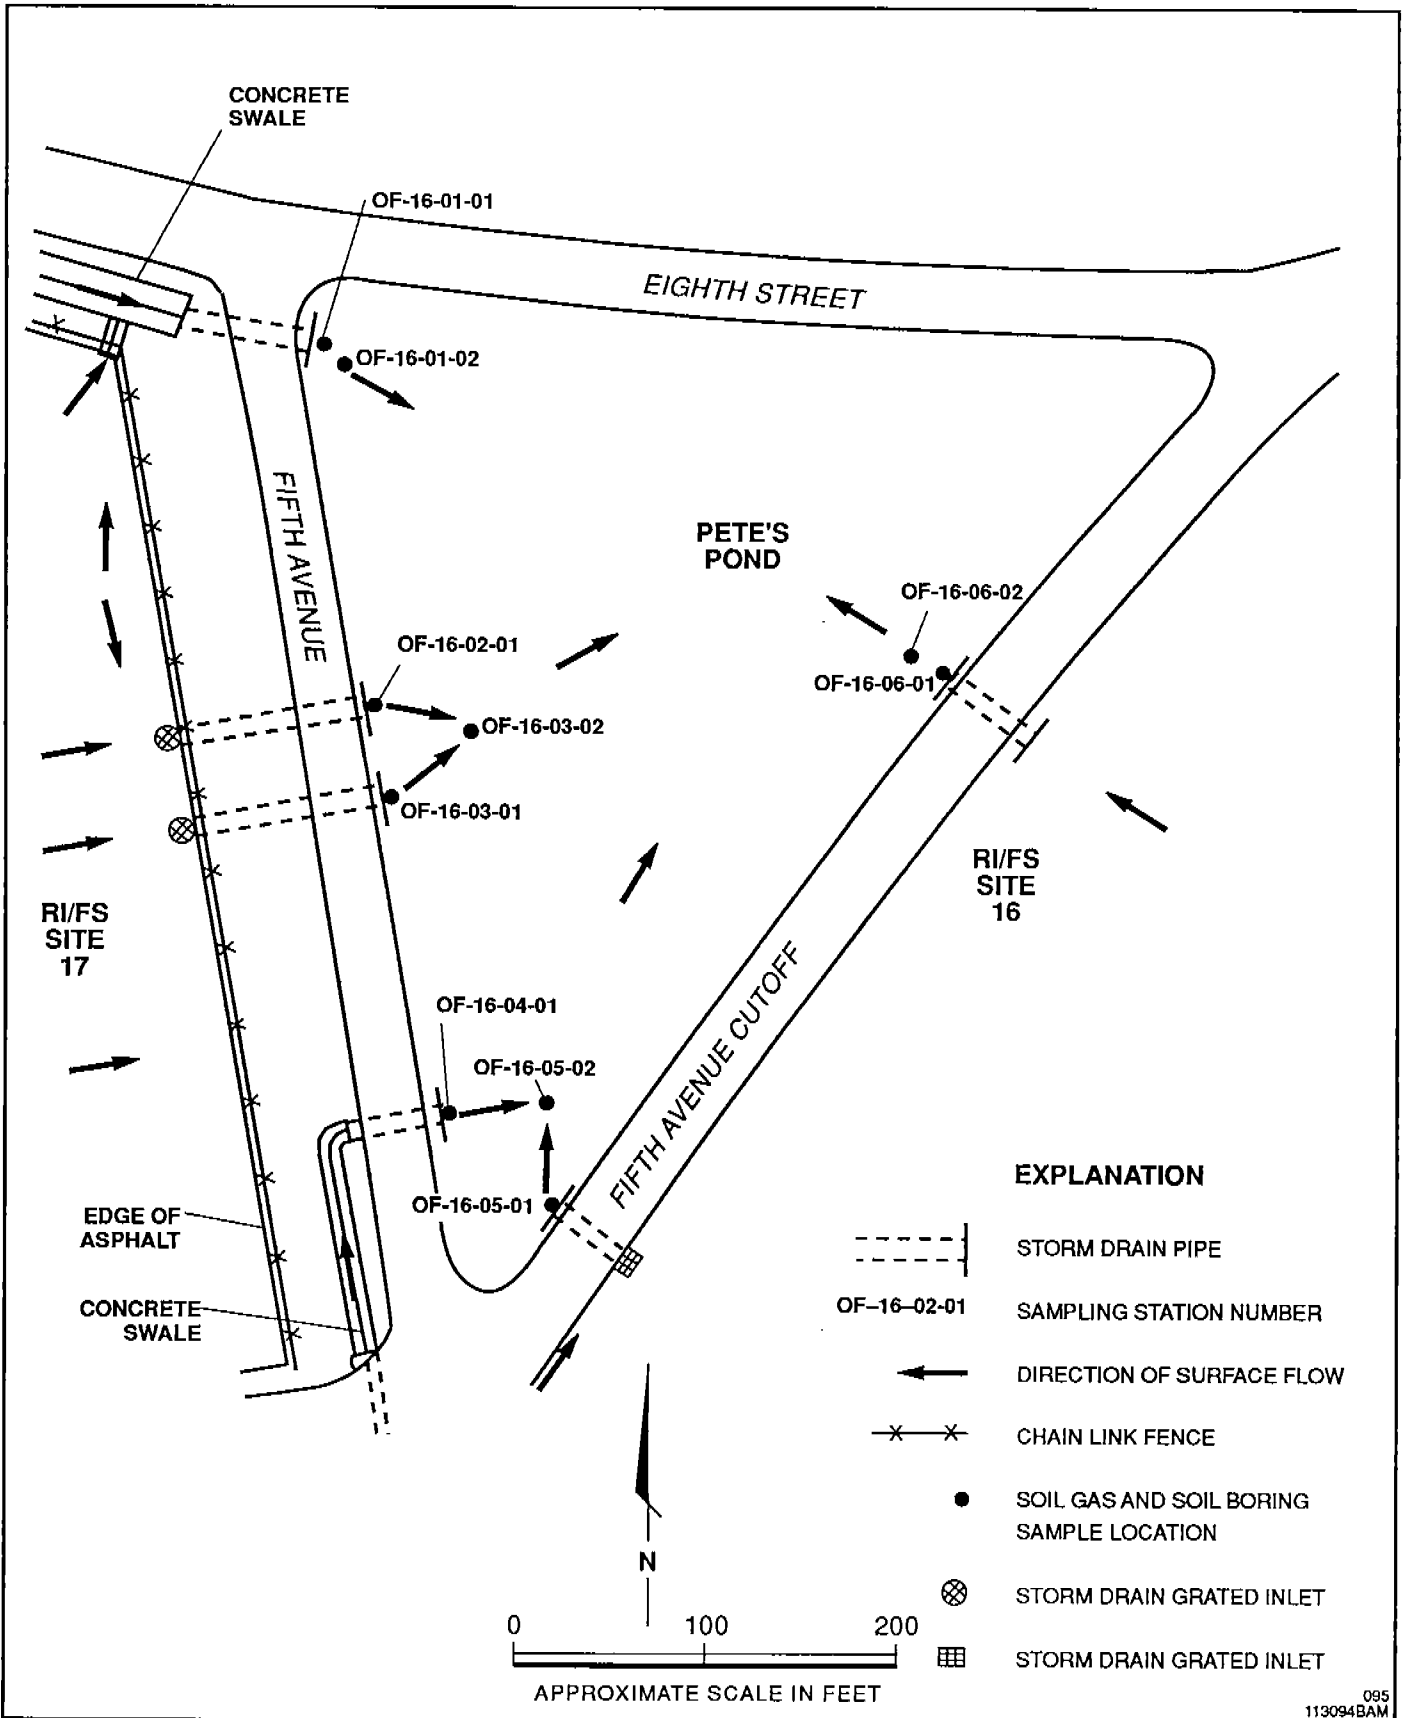 CONCRETE
SWALE
OF-16-01-01
EIGHTH STREET
OF-16-01-02
FIFTH AVENUE
PETE'S
POND
OF-16-06-02
OF-16-02-01
OF-16-06-01
OF-16-03-02
OF-16-03-01
RI/FS
SITE
16
RI/FS
SITE
17
FIFTH AVENUE CUTOFF
OF-16-04-01
OF-16-05-02
OF-16-05-01
EDGE OF
ASPHALT
CONCRETE
SWALE
EXPLANATION
STORM DRAIN PIPE
OF–16–02-01
SAMPLING STATION NUMBER
DIRECTION OF SURFACE FLOW
CHAIN LINK FENCE
SOIL GAS AND SOIL BORING
SAMPLE LOCATION
STORM DRAIN GRATED INLET
STORM DRAIN GRATED INLET
N
0 100 200
APPROXIMATE SCALE IN FEET
095
113094BAM